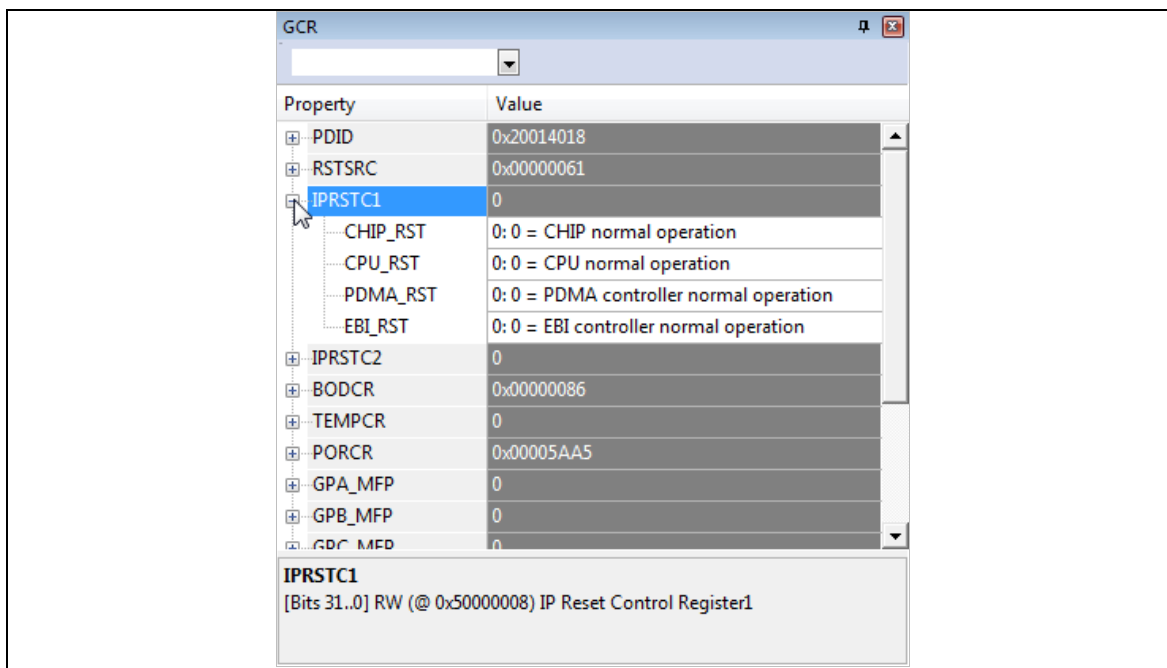 GCR
Property Value
PDID 0x20014018
RSTSRC 0x00000061
IPRSTC1 0
CHIP_RST 0: 0 = CHIP normal operation
CPU_RST 0: 0 = CPU normal operation
PDMA_RST 0: 0 = PDMA controller normal operation
EBI_RST 0: 0 = EBI controller normal operation
IPRSTC2 0
BODCR 0x00000086
TEMPCR 0
PORCR 0x00005AA5
GPA_MFP 0
GPB_MFP 0
GPC_MFP 0
IPRSTC1
[Bits 31..0] RW (@ 0x50000008) IP Reset Control Register1